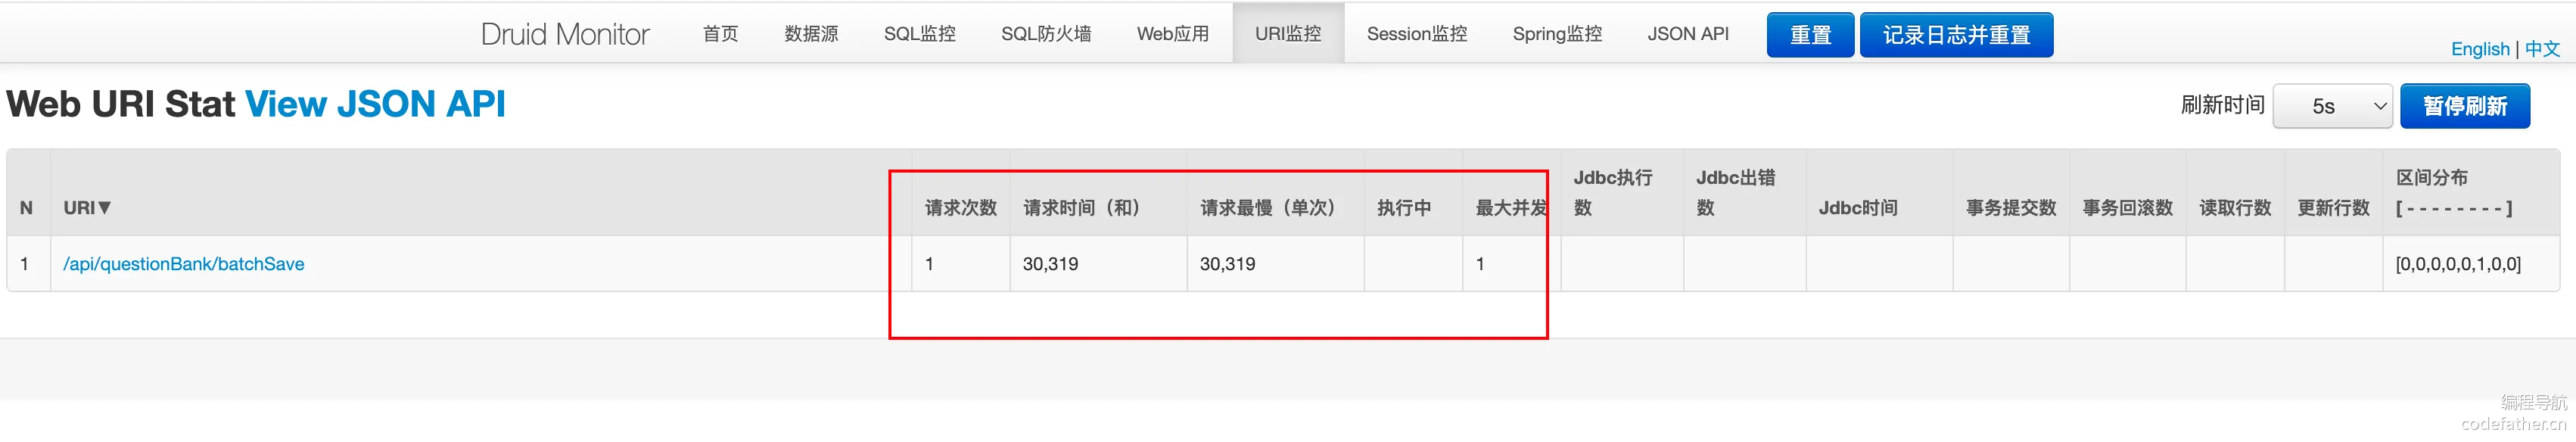 Druid Monitor 首页 数据源 SQL监控 SQL防火墙 Web应用 URI监控 Session监控 Spring监控 JSON API 重置 记录日志并重置
English | 中文
Web URI Stat View JSON API 刷新时间 5s 暂停刷新
N URI▼ 请求次数 请求时间（和） 请求最慢（单次） 执行中 最大并发 Jdbc执行数 Jdbc出错数 Jdbc时间 事务提交数 事务回滚数 读取行数 更新行数 区间分布 [ - - - - - - - - ]
1 /api/questionBank/batchSave 1 30,319 30,319 1 [0,0,0,0,0,1,0,0]
编程导航
codefather.cn